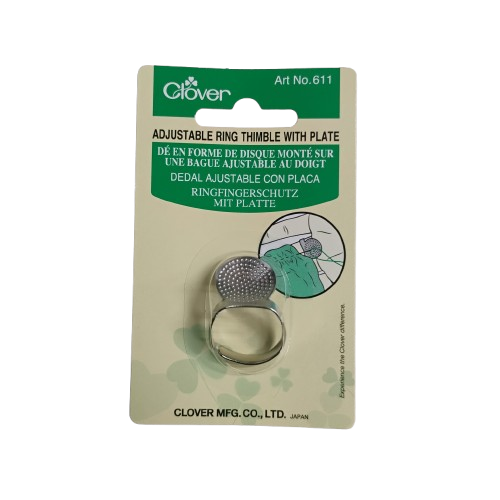 Clover
Art No.611
ADJUSTABLE RING THIMBLE WITH PLATE
DÉ EN FORME DE DISQUE MONTÉ SUR
UNE BAGUE AJUSTABLE AU DOIGT
DEDAL AJUSTABLE CON PLACA
RINGFINGERSCHUTZ
MIT PLATTE
Experience the Clover difference.
CLOVER MFG.CO., LTD. JAPAN